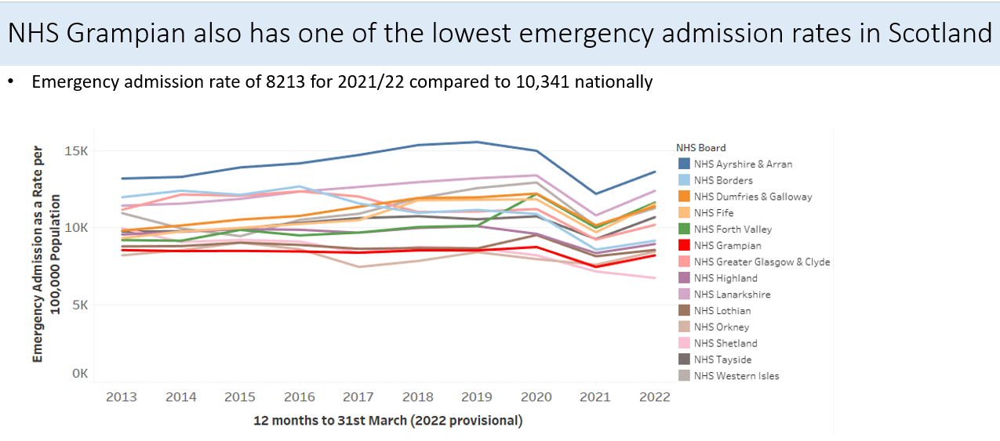 NHS Grampian also has one of the lowest emergency admission rates in Scotland
• Emergency admission rate of 8213 for 2021/22 compared to 10,341 nationally
Emergency Admission as a Rate per
100,000 Population
15K
10K
5K
0K
2013 2014 2015 2016 2017 2018 2019 2020 2021 2022
12 months to 31st March (2022 provisional)
NHS Board
NHS Ayrshire & Arran
NHS Borders
NHS Dumfries & Galloway
NHS Fife
NHS Forth Valley
NHS Grampian
NHS Greater Glasgow & Clyde
NHS Highland
NHS Lanarkshire
NHS Lothian
NHS Orkney
NHS Shetland
NHS Tayside
NHS Western Isles